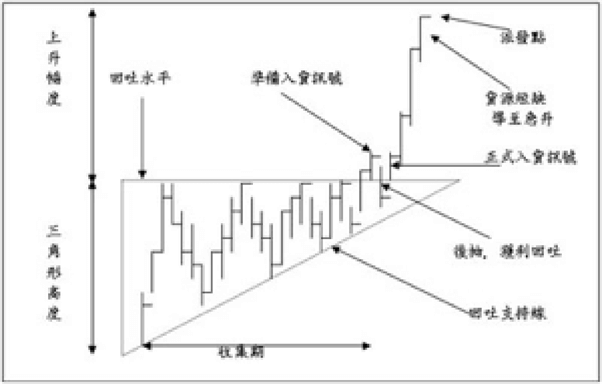 上升幅度
派發點
回吐水平
準備入貨訊號
貨源短缺
導至急升
正式入貨訊號
三角形高度
後抽，獲利回吐
回吐支持線
收集期